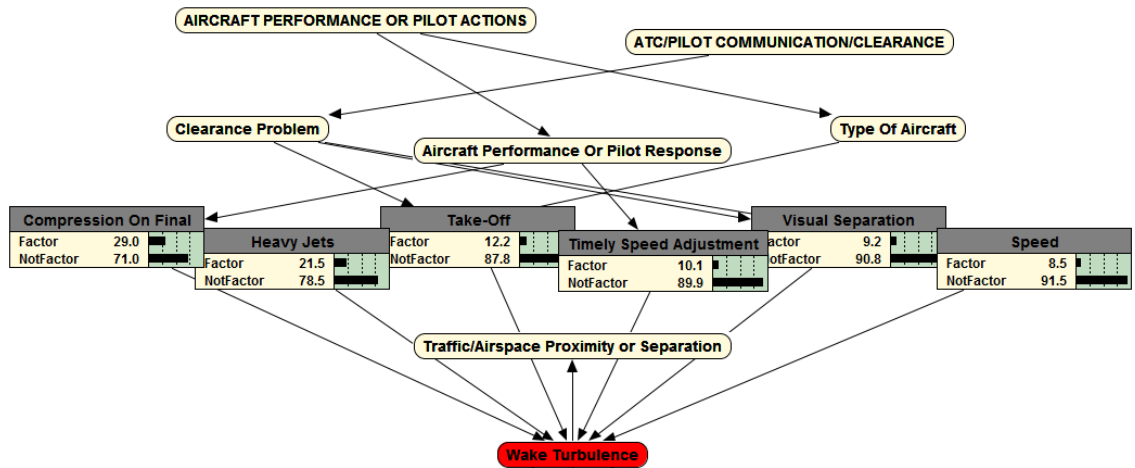 AIRCRAFT PERFORMANCE OR PILOT ACTIONS
ATC/PILOT COMMUNICATION/CLEARANCE
Clearance Problem
Type Of Aircraft
Aircraft Performance Or Pilot Response
Compression On Final
Factor 29.0
NotFactor 71.0
Heavy Jets
Factor 21.5
NotFactor 78.5
Take-Off
Factor 12.2
NotFactor 87.8
Timely Speed Adjustment
Factor 10.1
NotFactor 89.9
Visual Separation
Factor 9.2
NotFactor 90.8
Speed
Factor 8.5
NotFactor 91.5
Traffic/Airspace Proximity or Separation
Wake Turbulence